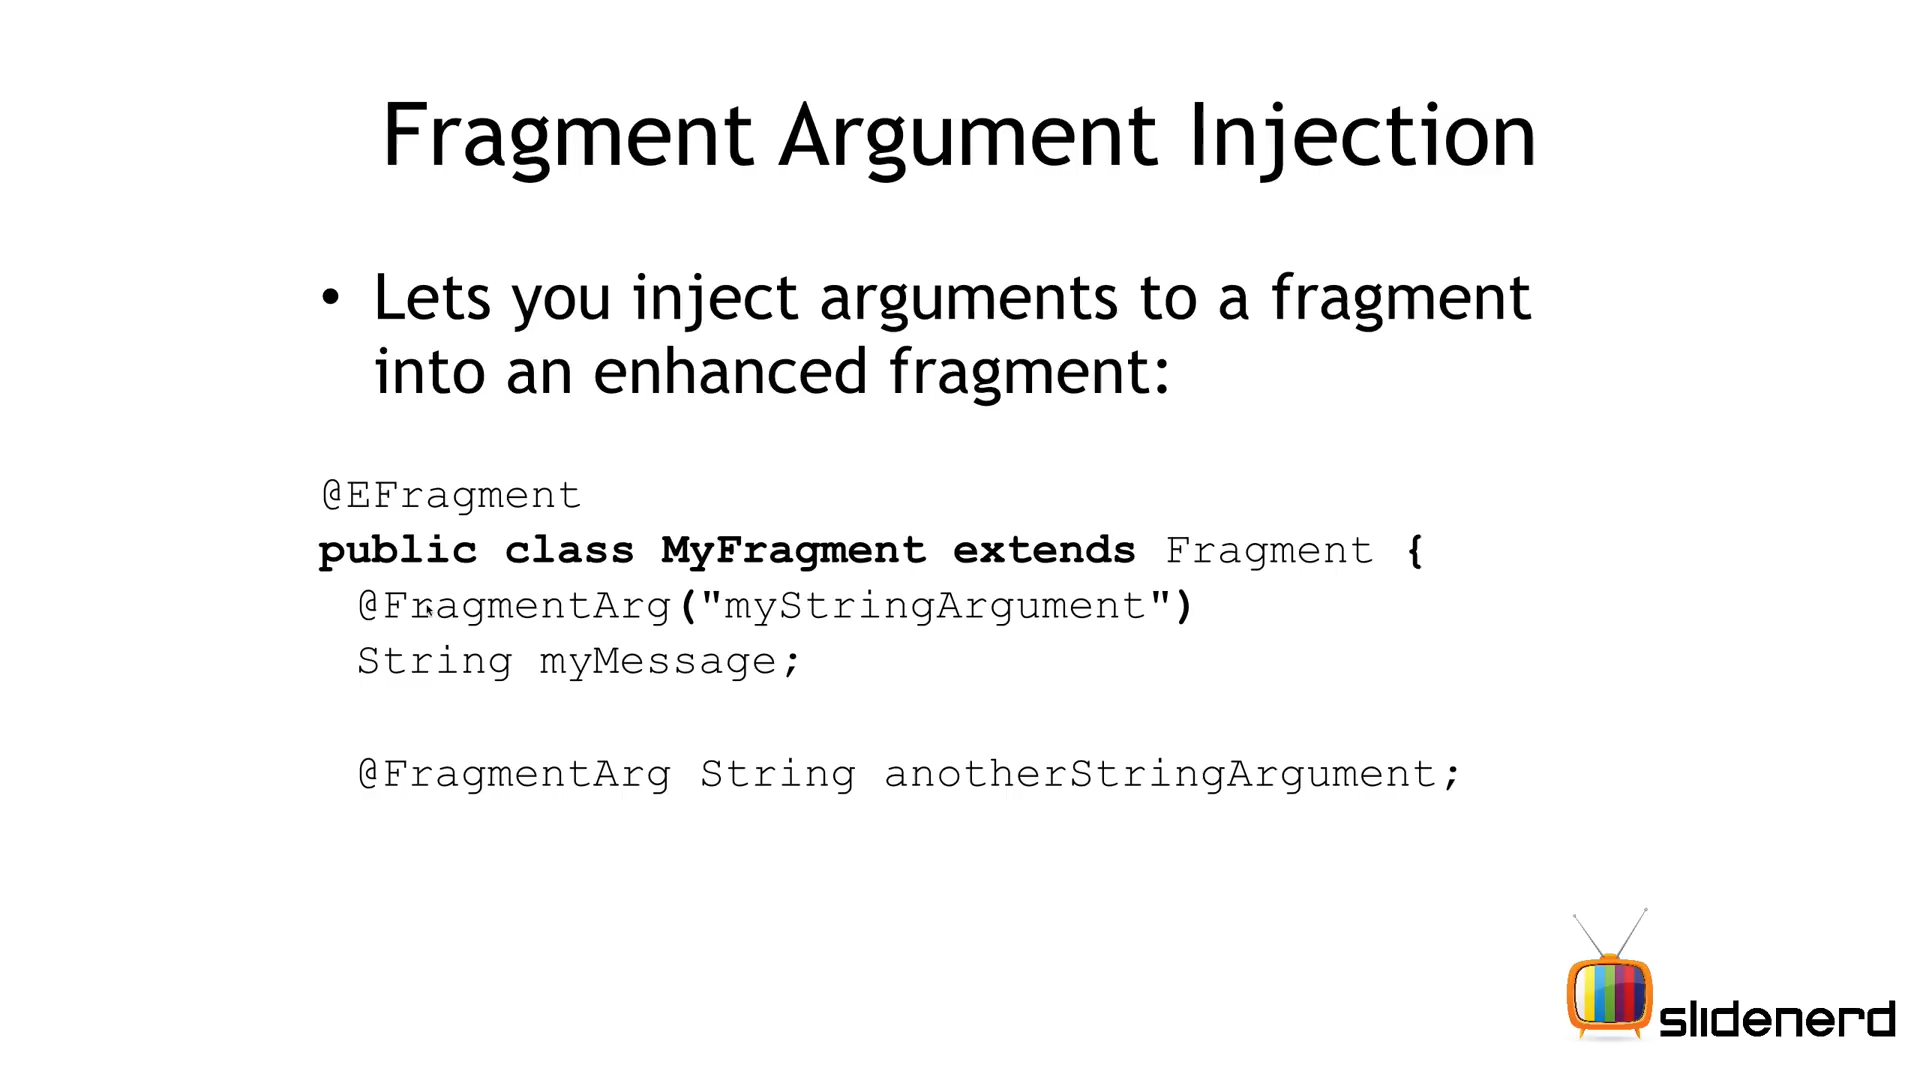 Fragment Argument Injection
• Lets you inject arguments to a fragment
into an enhanced fragment:
@EFragment
public class MyFragment extends Fragment {
@FragmentArg("myStringArgument")
String myMessage;
@FragmentArg String anotherStringArgument;
slidenerd